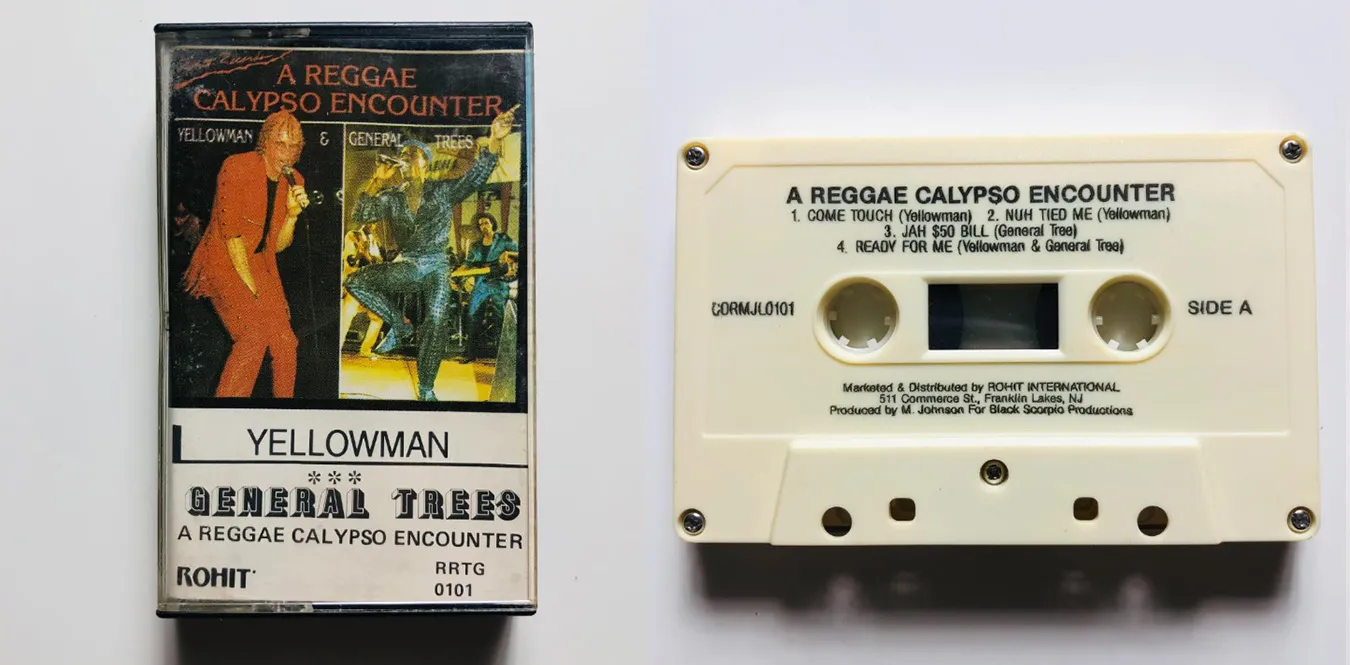 A REGGAE
CALYPSO ENCOUNTER
YELLOWMAN & GENERAL TREES
YELLOWMAN
***
GENERAL TREES
A REGGAE CALYPSO ENCOUNTER
ROHIT
RRTG
0101
A REGGAE CALYPSO ENCOUNTER
1. COME TOUCH (Yellowman) 2. NUH TIED ME (Yellowman)
3. JAH $50 BILL (General Tree)
4. READY FOR ME (Yellowman & General Tree)
CORMJL0101
SIDE A
Marketed & Distributed by ROHIT INTERNATIONAL
511 Commerce St., Franklin Lakes, NJ
Produced by M. Johnson For Black Scorpio Productions